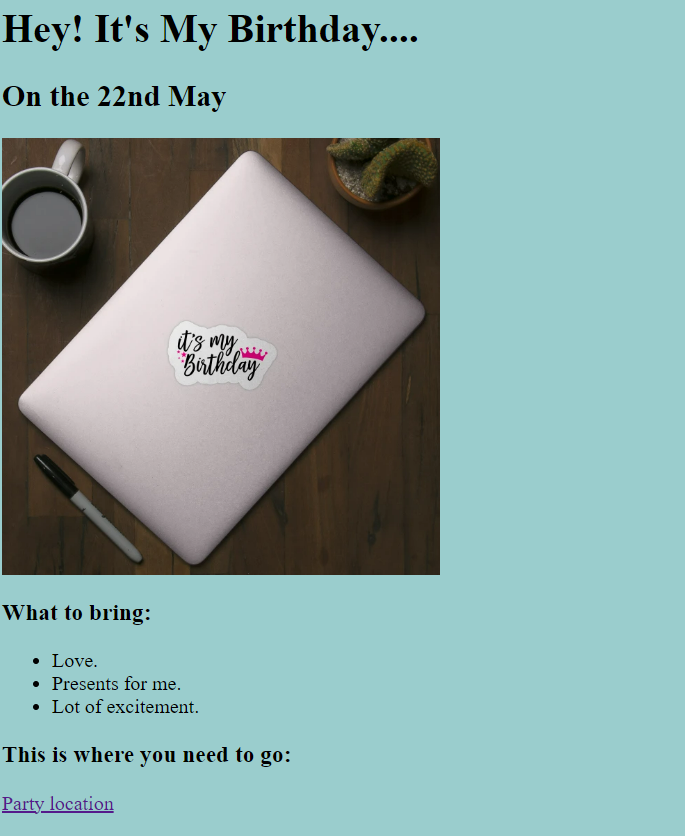 Hey! It's My Birthday....
On the 22nd May
it's my
Birthday
What to bring:
Love.
Presents for me.
Lot of excitement.
This is where you need to go:
Party location